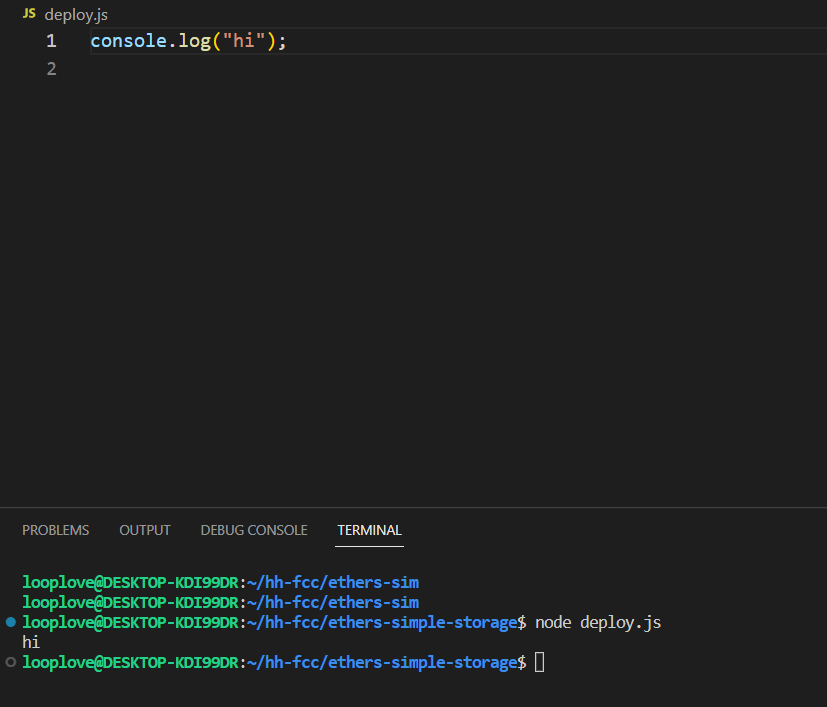 JS deploy.js
1 console.log("hi");
2
PROBLEMS OUTPUT DEBUG CONSOLE TERMINAL
looplove@DESKTOP-KDI99DR:~/hh-fcc/ethers-sim
looplove@DESKTOP-KDI99DR:~/hh-fcc/ethers-sim
looplove@DESKTOP-KDI99DR:~/hh-fcc/ethers-simple-storage$ node deploy.js
hi
looplove@DESKTOP-KDI99DR:~/hh-fcc/ethers-simple-storage$